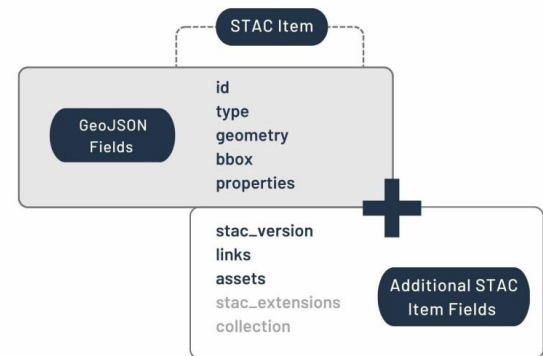 STAC Item
GeoJSON
Fields
id
type
geometry
bbox
properties
stac_version
links
assets
stac_extensions
collection
Additional STAC
Item Fields